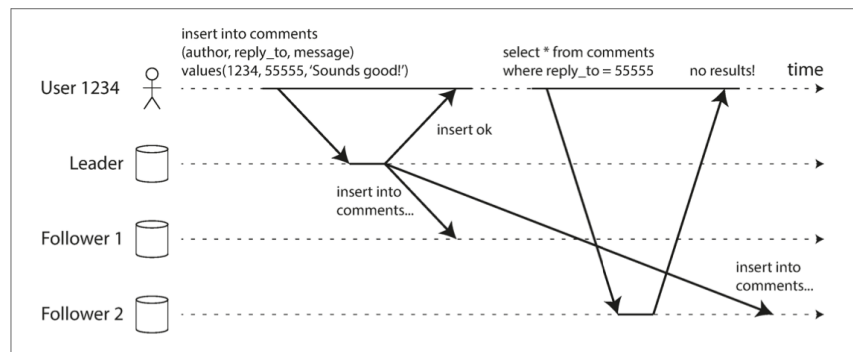 insert into comments
(author, reply_to, message)
values(1234, 55555, ‘Sounds good!’)
select * from comments
where reply_to = 55555
no results!
time
User 1234
insert ok
Leader
insert into
comments...
Follower 1
insert into
comments...
Follower 2